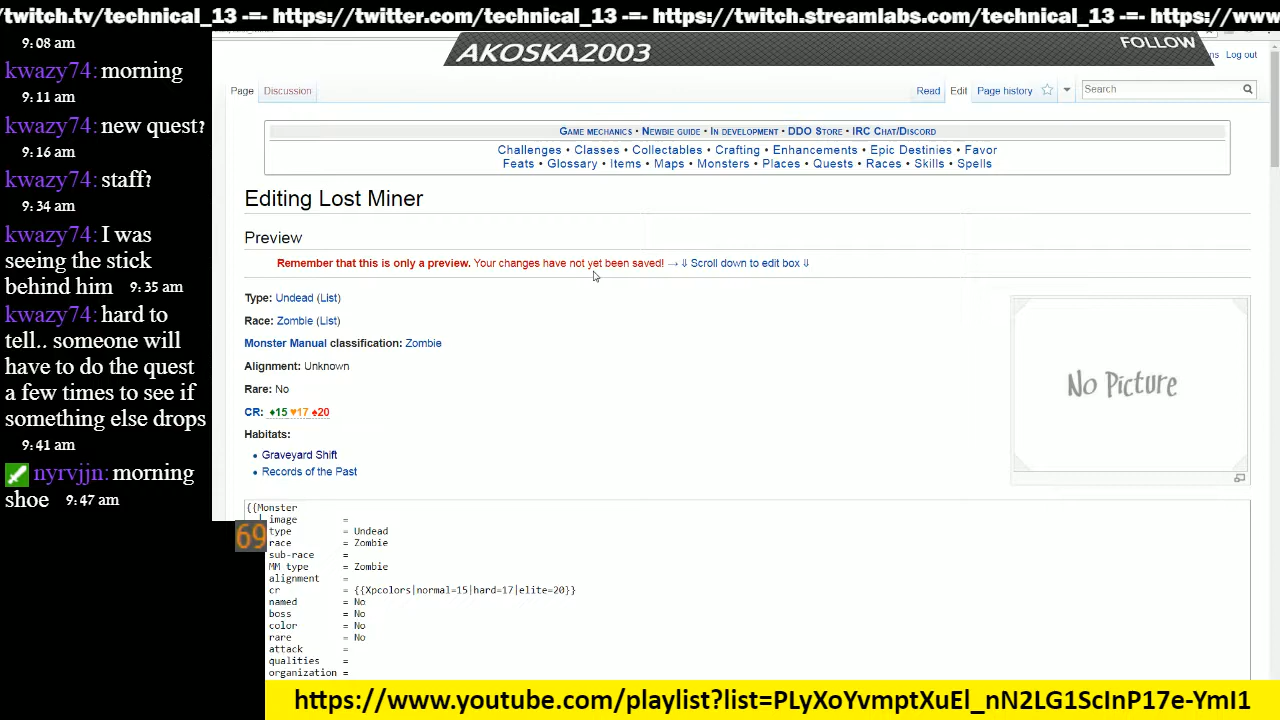 /twitch.tv/technical_13 -=- https://twitter.com/technical_13 -=- https://twitch.streamlabs.com/technical_13 -=- https://www
9:08 am
kwazy74: morning
9:11 am
kwazy74: new quest?
9:16 am
kwazy74: staff?
9:34 am
kwazy74: I was
seeing the stick
behind him 9:35 am
kwazy74: hard to
tell.. someone will
have to do the quest
a few times to see if
something else drops
9:41 am
nyrvjjn: morning
shoe 9:47 am
AKOSKA2003
FOLLOW
ns Log out
Page Discussion
Read Edit Page history
Search
Game mechanics • Newbie guide • In development • DDO Store • IRC Chat/Discord
Challenges • Classes • Collectables • Crafting • Enhancements • Epic Destinies • Favor
Feats • Glossary • Items • Maps • Monsters • Places • Quests • Races • Skills • Spells
Editing Lost Miner
Preview
Remember that this is only a preview. Your changes have not yet been saved! → ⇓ Scroll down to edit box ⇓
Type: Undead (List)
Race: Zombie (List)
Monster Manual classification: Zombie
Alignment: Unknown
Rare: No
CR: ♦15 ♥17 ♠20
Habitats:
• Graveyard Shift
• Records of the Past
No Picture
{{Monster
| image =
type = Undead
race = Zombie
sub-race =
MM type = Zombie
alignment =
cr = {{Xpcolors|normal=15|hard=17|elite=20}}
named = No
boss = No
color = No
rare = No
attack =
qualities =
organization =
69
https://www.youtube.com/playlist?list=PLyXoYvmptXuEl_nN2LG1ScInP17e-YmI1